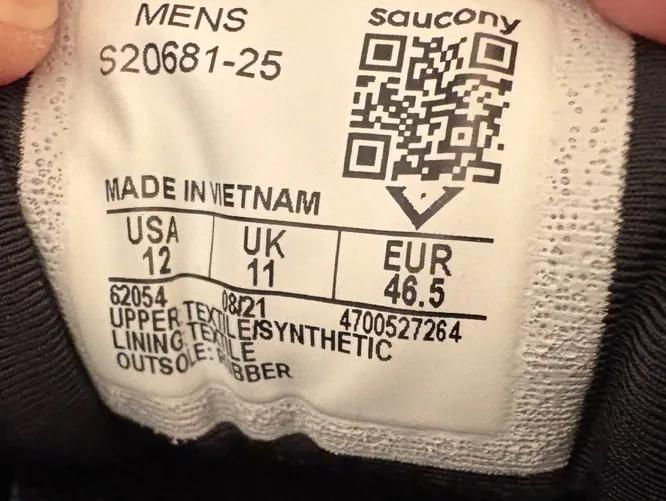 MENS
saucony
S20681-25
MADE IN VIETNAM
USA UK EUR
12 11 46.5
62054 08/21 4700527264
UPPER TEXTILE/SYNTHETIC
LINING: TEXTILE
OUTSOLE: RUBBER